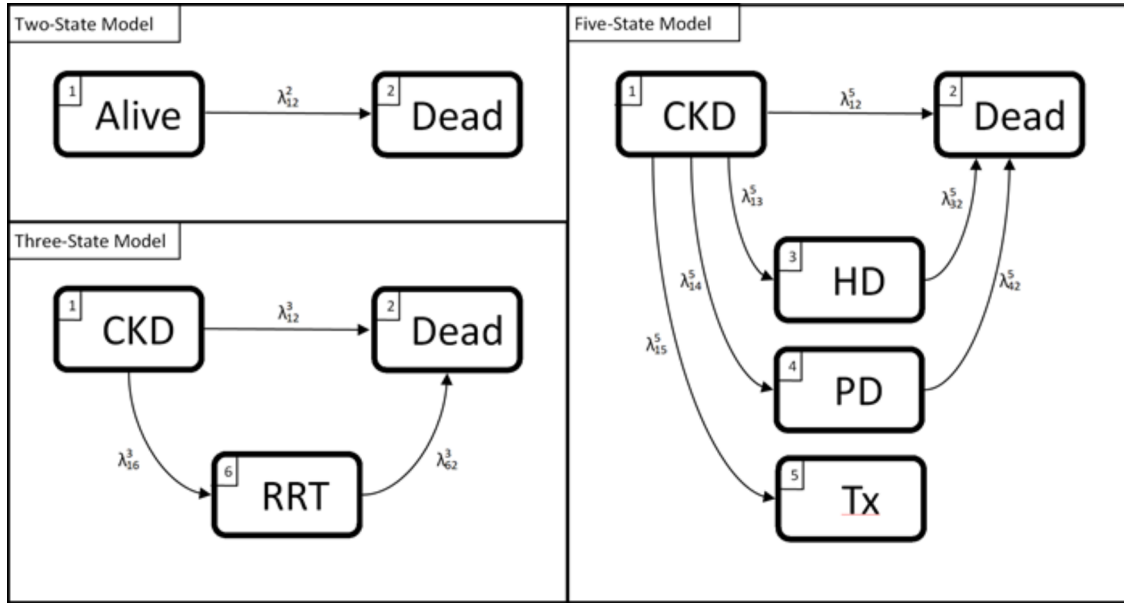 Two-State Model
1
Alive
λ²₁₂
2
Dead
Three-State Model
1
CKD
λ³₁₂
2
Dead
λ³₁₆
6
RRT
λ³₆₂
Five-State Model
1
CKD
λ⁵₁₂
2
Dead
λ⁵₁₃
λ⁵₃₂
3
HD
λ⁵₁₄
λ⁵₄₂
λ⁵₁₅
4
PD
5
Tx